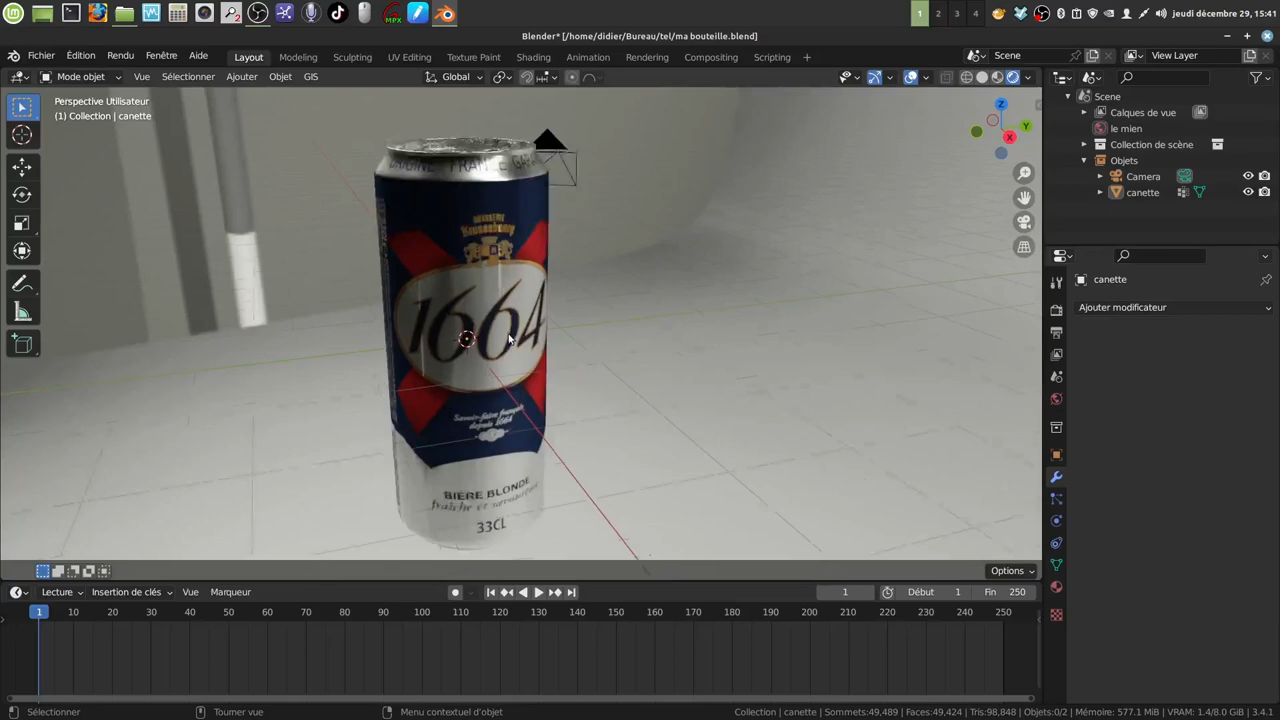 jeudi décembre 29, 15:41
Blender* [/home/didier/Bureau/tel/ma bouteille.blend]
Fichier Édition Rendu Fenêtre Aide Layout Modeling Sculpting UV Editing Texture Paint Shading Animation Rendering Compositing Scripting + Scene View Layer
Mode objet Vue Sélectionner Ajouter Objet GIS Global
Perspective Utilisateur
(1) Collection | canette
Scene
Calques de vue
le mien
Collection de scène
Objets
Camera
canette
Z
Y
X
1664
Savoir-faire français
depuis 1664
BIÈRE BLONDE
33CL
canette
Ajouter modificateur
Options
Lecture Insertion de clés Vue Marqueur 1 Début 1 Fin 250
1 10 20 30 40 50 60 70 80 90 100 110 120 130 140 150 160 170 180 190 200 210 220 230 240 250
Sélectionner Tourner vue Menu contextuel d'objet Collection | canette | Sommets:49,489 | Faces:49,424 | Tris:98,848 | Objets:0/2 | Mémoire: 577.1 MiB | VRAM: 1.4/8.0 GiB | 3.4.1